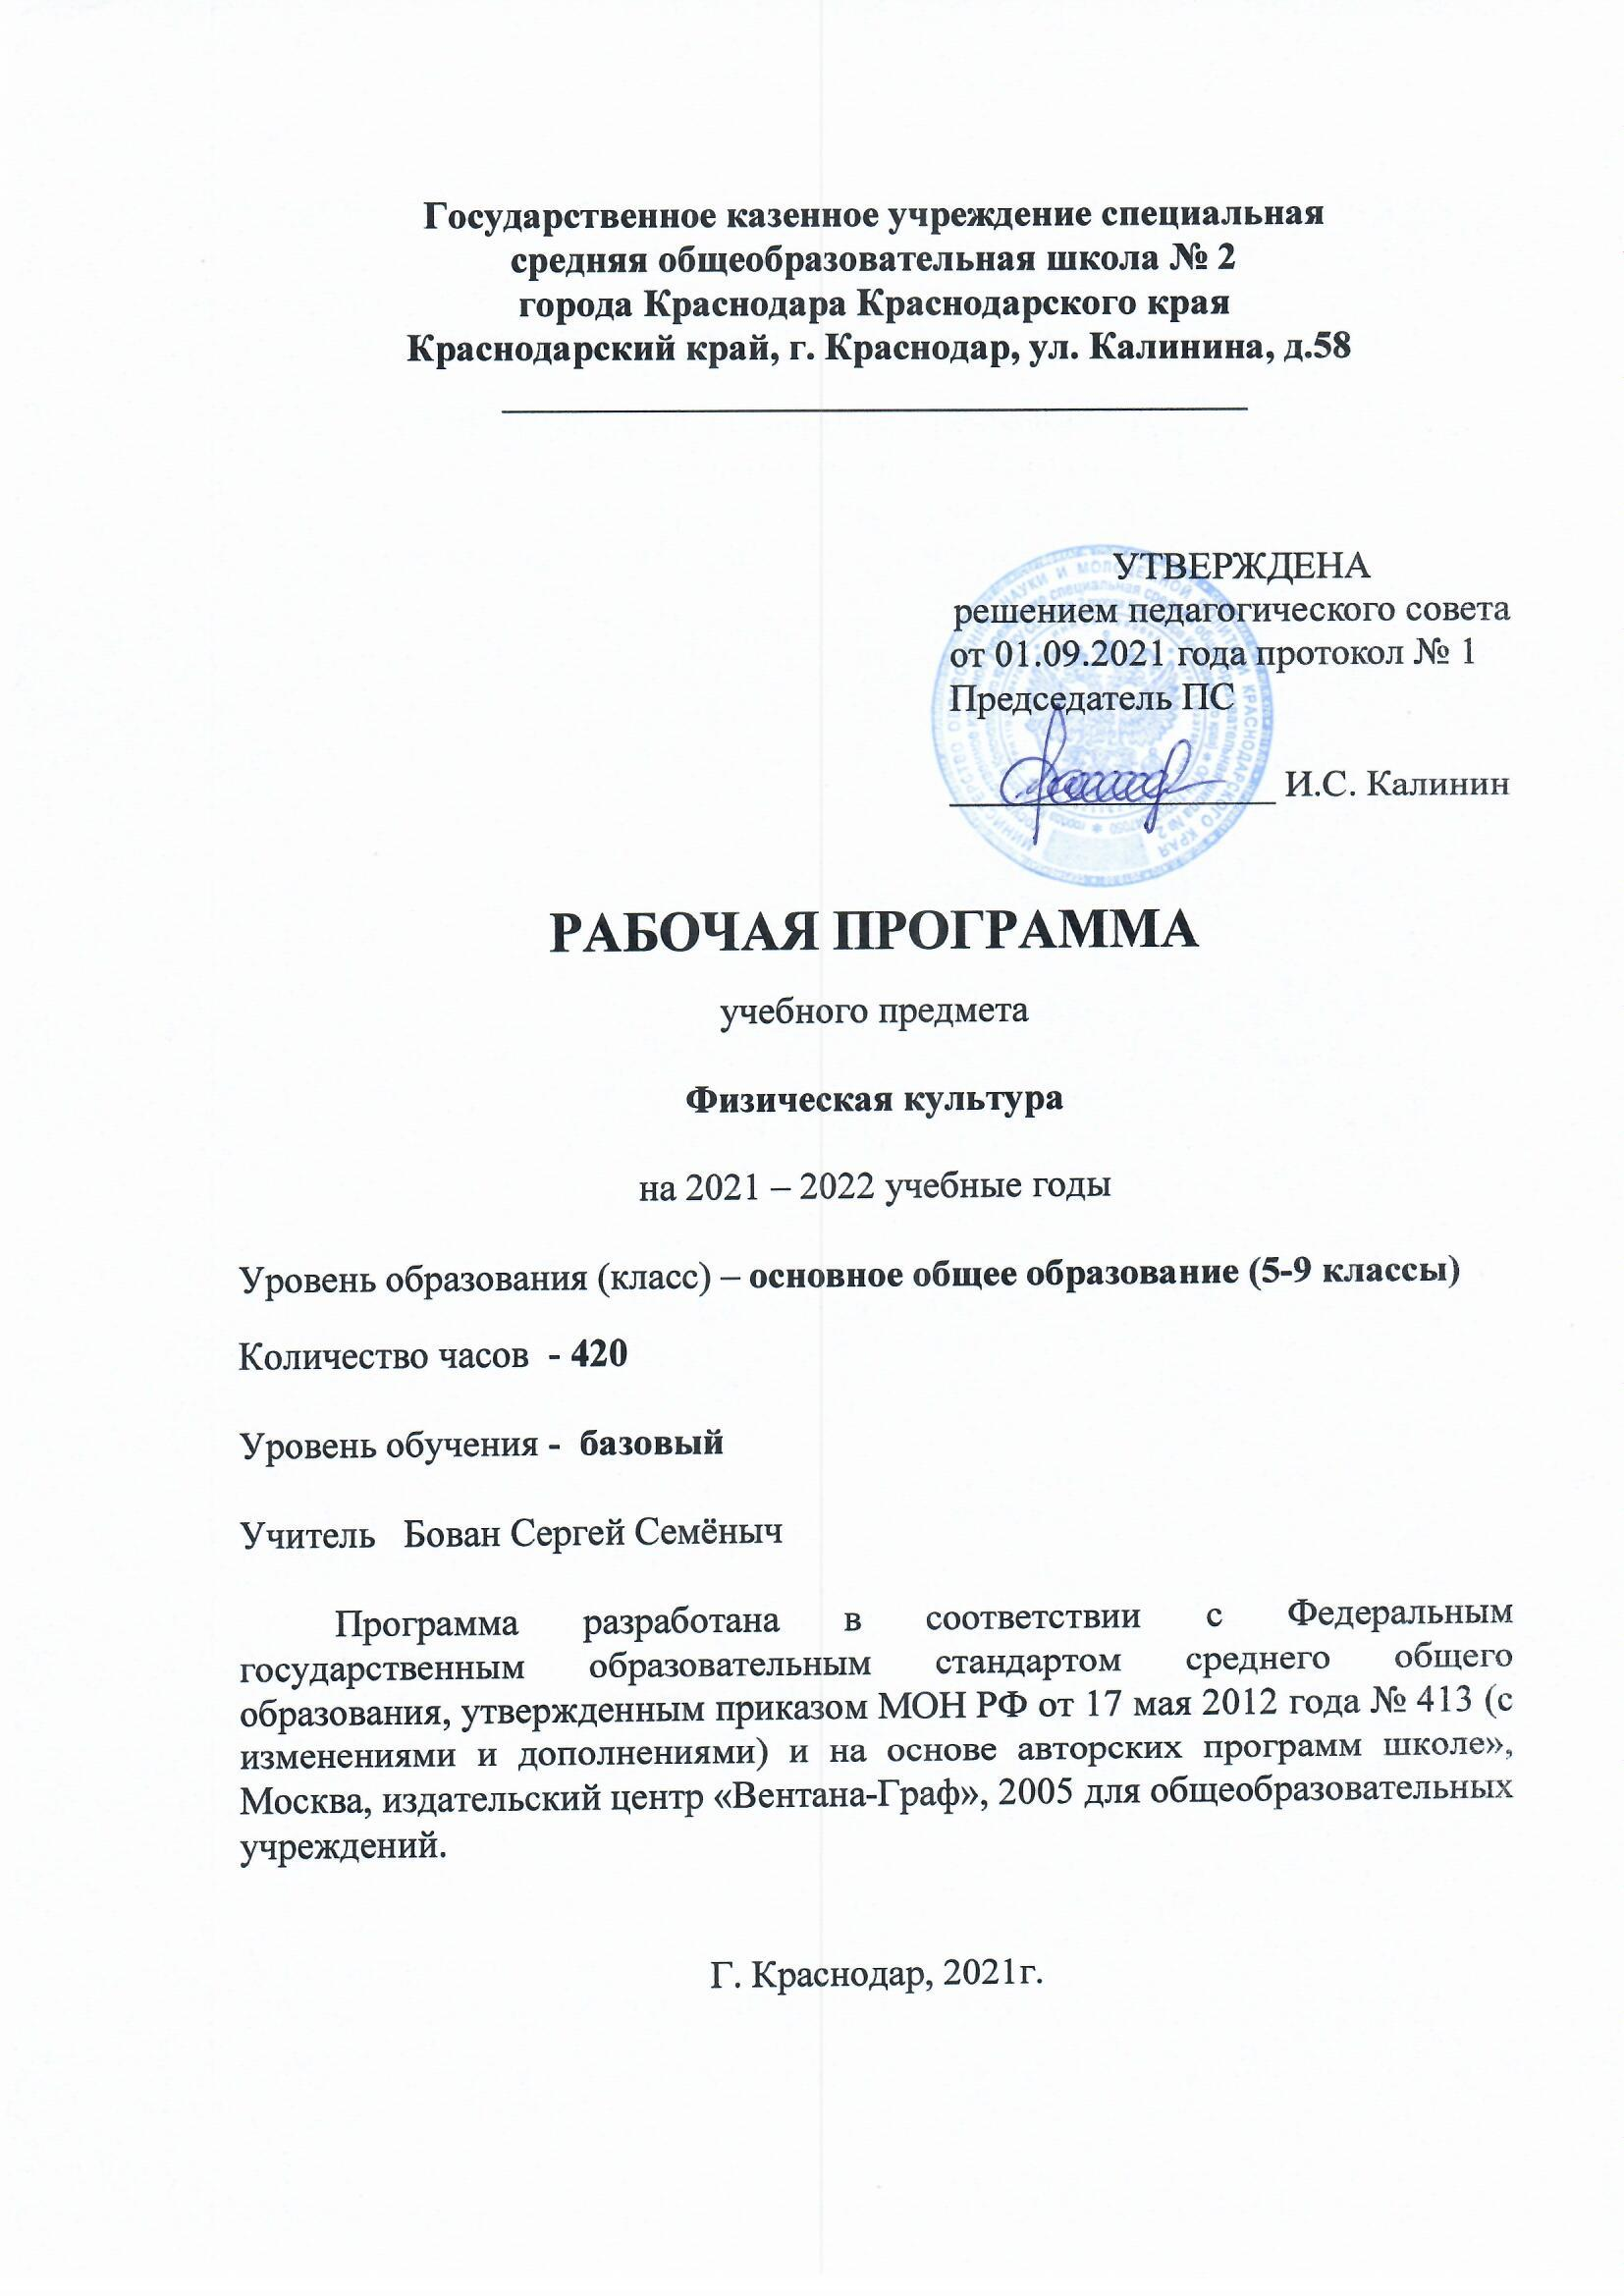 Государственное казенное учреждение специальная
средняя общеобразовательная школа № 2
города Краснодара Краснодарского края
Краснодарский край, г. Краснодар, ул. Калинина, д.58
УТВЕРЖДЕНА
решением педагогического совета
от 01.09.2021 года протокол № 1
Председатель ПС
И.С. Калинин
РАБОЧАЯ ПРОГРАММА
учебного предмета
Физическая культура
на 2021 – 2022 учебные годы
Уровень образования (класс) – основное общее образование (5-9 классы)
Количество часов - 420
Уровень обучения - базовый
Учитель Бован Сергей Семёныч
Программа разработана в соответствии с Федеральным
государственным образовательным стандартом среднего общего
образования, утвержденным приказом МОН РФ от 17 мая 2012 года № 413 (с
изменениями и дополнениями) и на основе авторских программ школе»,
Москва, издательский центр «Вентана-Граф», 2005 для общеобразовательных
учреждений.
Г. Краснодар, 2021г.